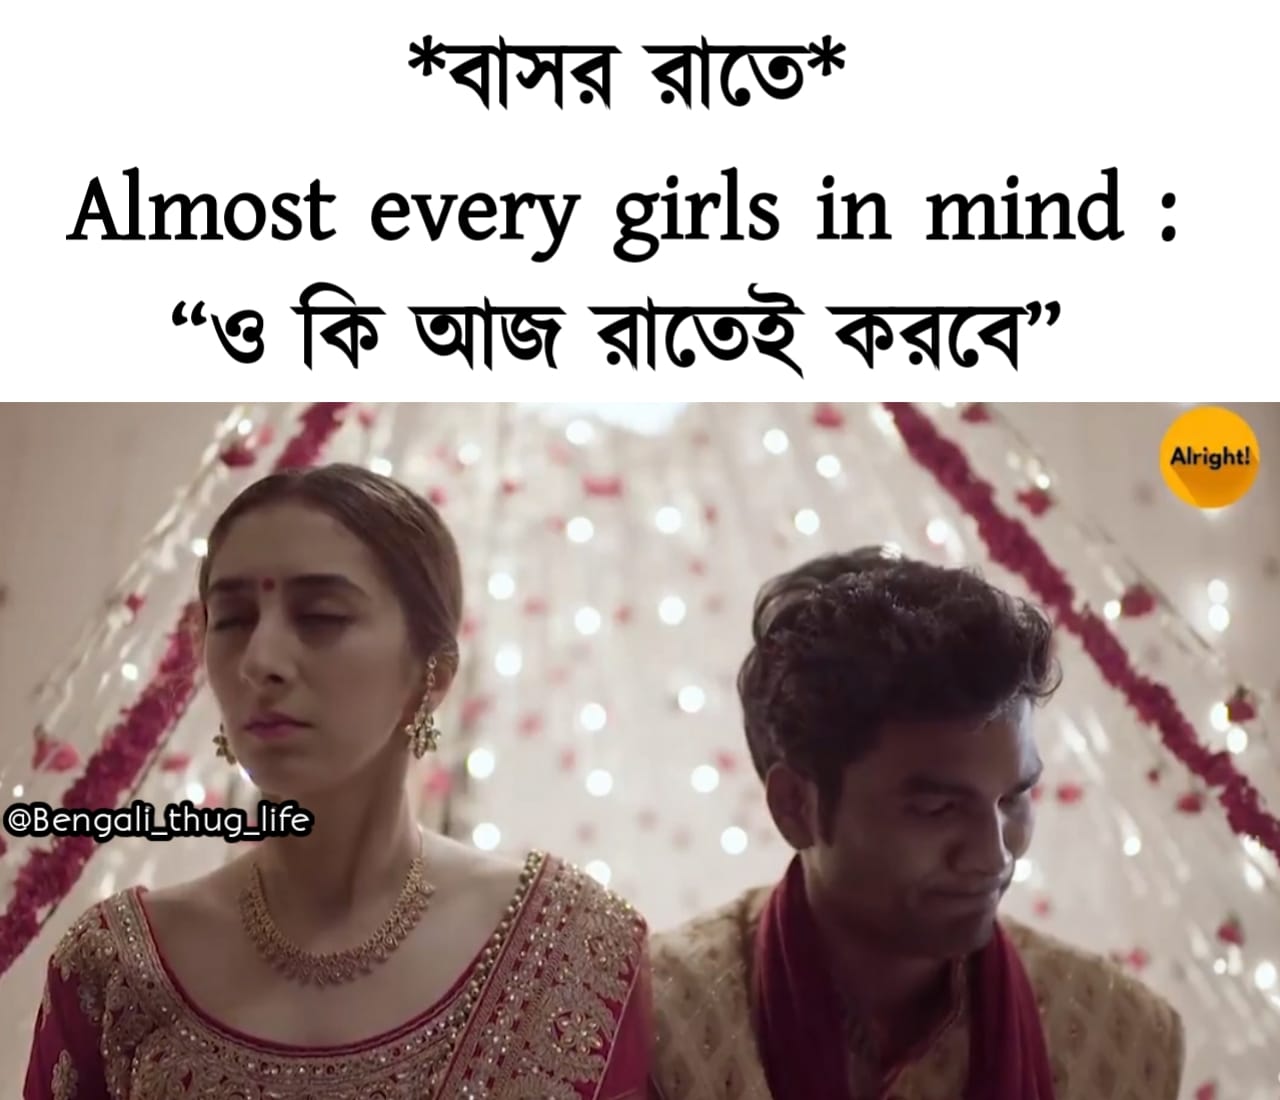 *বাসর রাতে*
Almost every girls in mind :
“ও কি আজ রাতেই করবে”
Alright!
@Bengali_thug_life